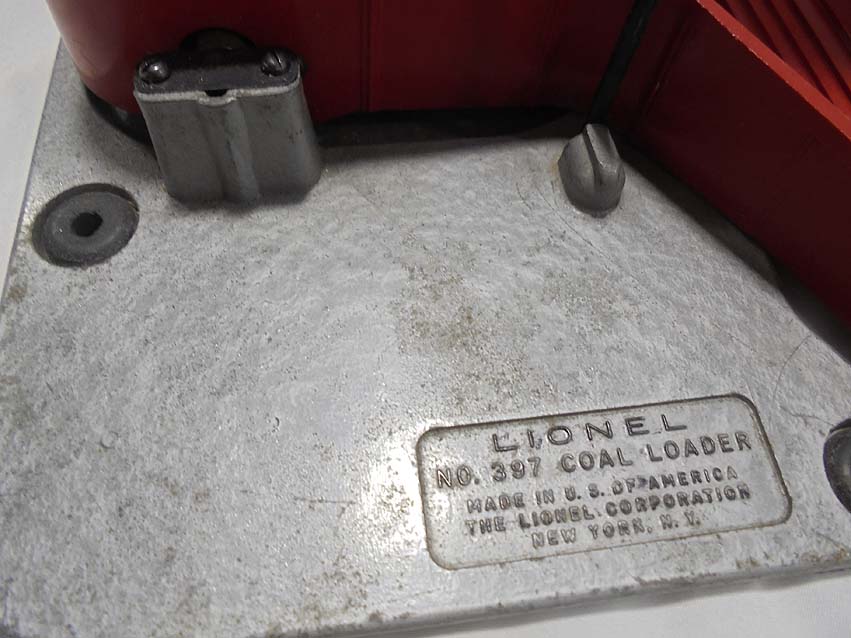 LIONEL
NO. 397 COAL LOADER
MADE IN U.S. OF AMERICA
THE LIONEL CORPORATION
NEW YORK, N.Y.